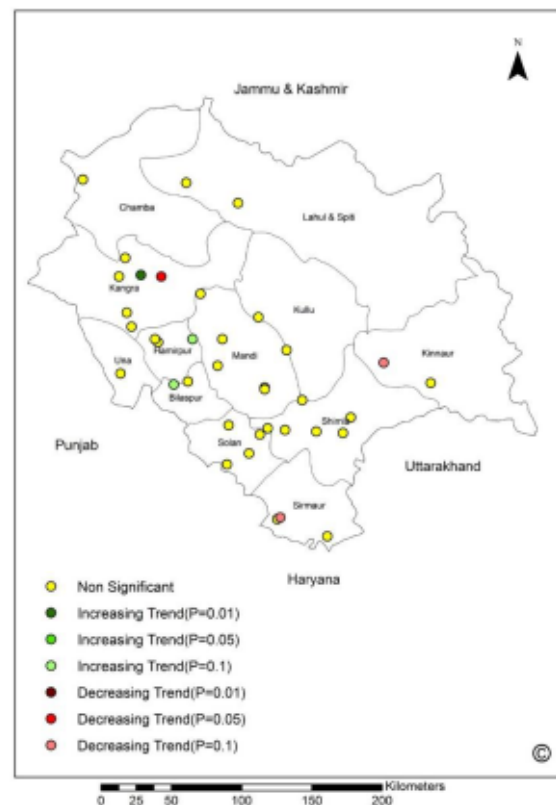 N
Jammu & Kashmir
Chamba
Lahul & Spiti
Kangra
Kullu
Hamirpur
Mandi
Kinnaur
Una
Bilaspur
Shimla
Punjab
Solan
Uttarakhand
Sirmaur
Haryana
Non Significant
Increasing Trend(P=0.01)
Increasing Trend(P=0.05)
Increasing Trend(P=0.1)
Decreasing Trend(P=0.01)
Decreasing Trend(P=0.05)
Decreasing Trend(P=0.1)
©
Kilometers
0 25 50 100 150 200